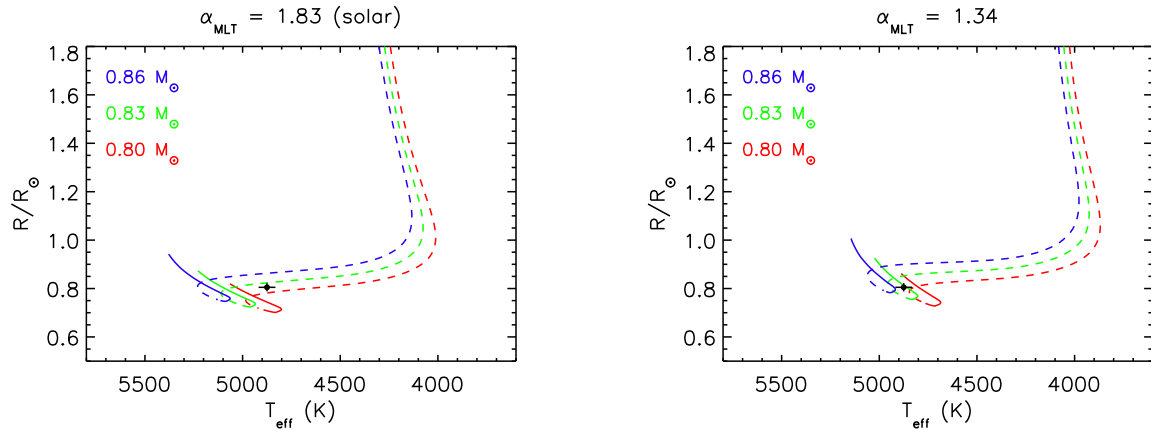 α_MLT = 1.83 (solar)
1.8
1.6
1.4
1.2
1.0
0.8
0.6
R/R⊙
0.86 M⊙
0.83 M⊙
0.80 M⊙
5500 5000 4500 4000
T_eff (K)
α_MLT = 1.34
1.8
1.6
1.4
1.2
1.0
0.8
0.6
R/R⊙
0.86 M⊙
0.83 M⊙
0.80 M⊙
5500 5000 4500 4000
T_eff (K)